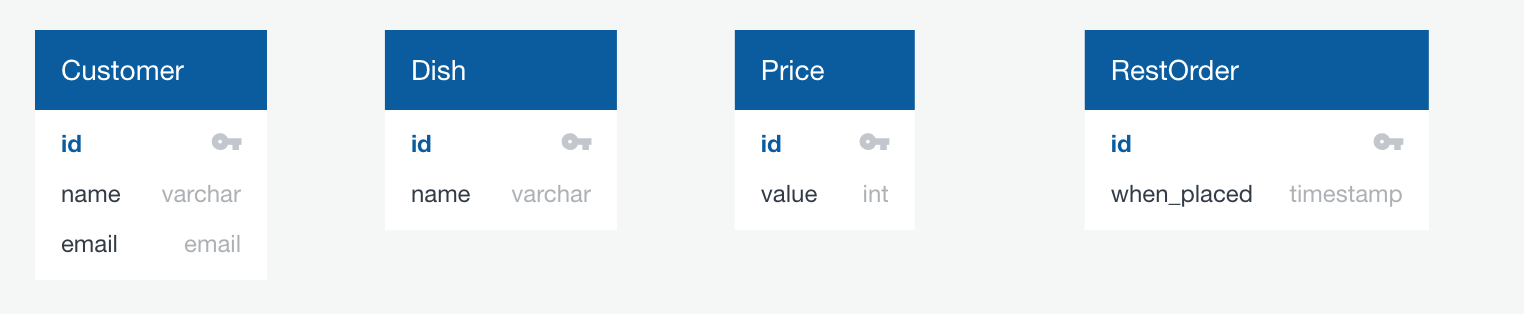 Customer
id
name varchar
email email
Dish
id
name varchar
Price
id
value int
RestOrder
id
when_placed timestamp